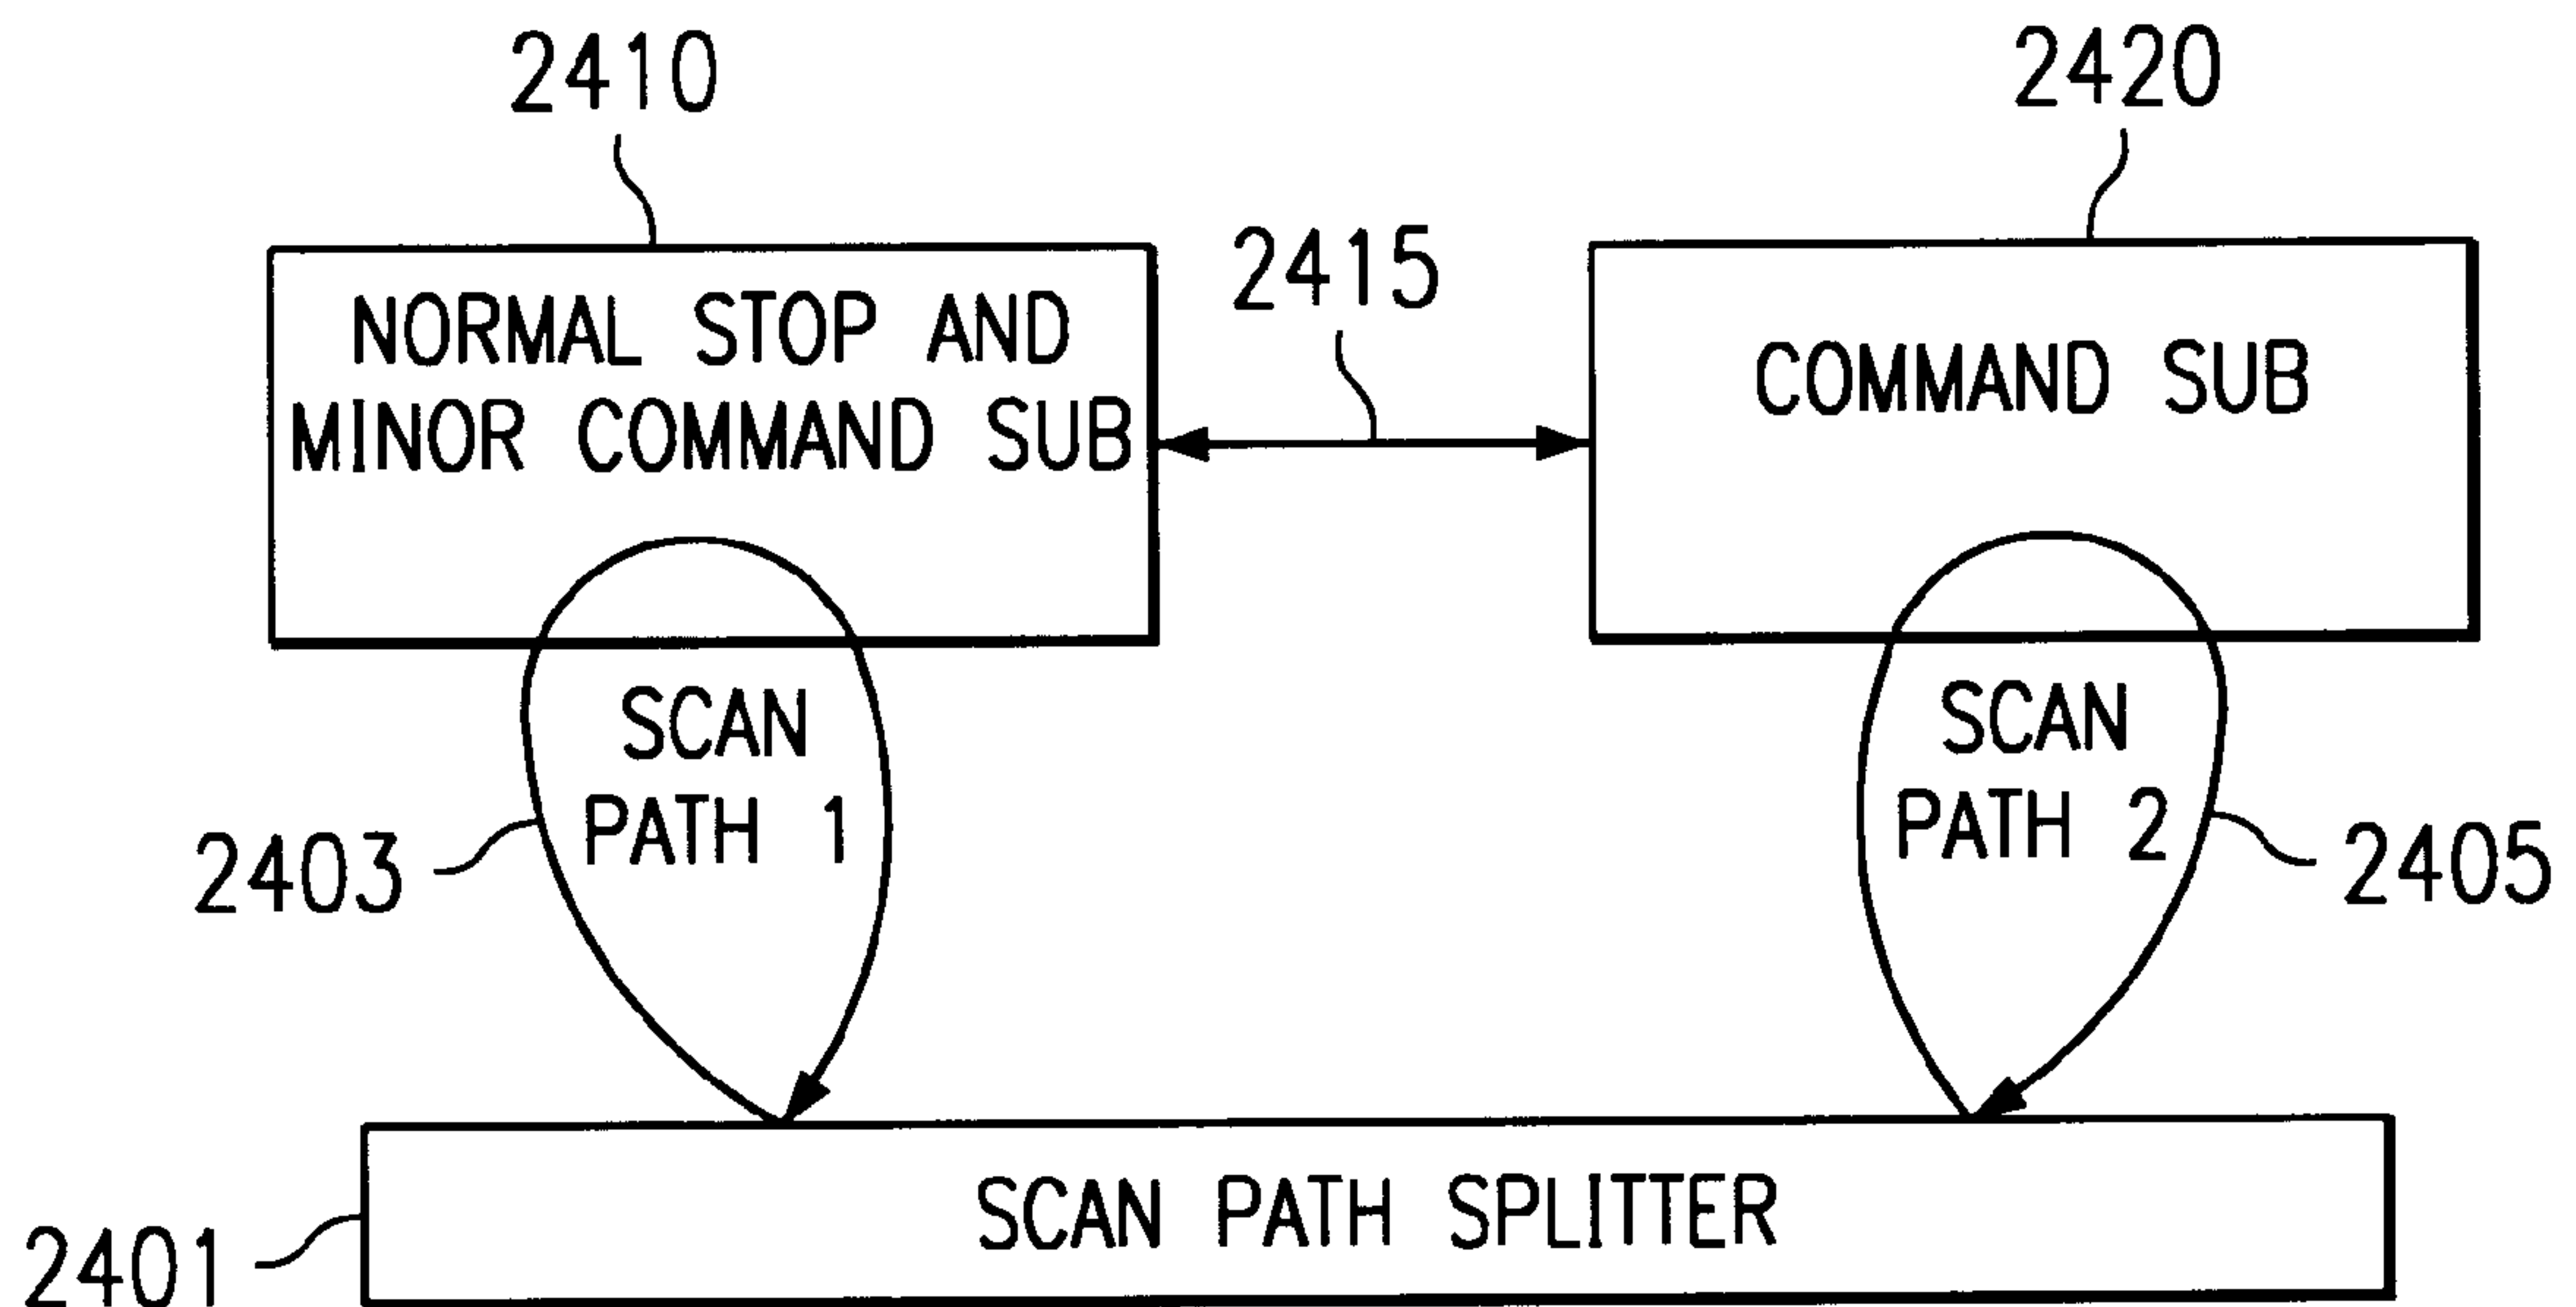 2410
2420
NORMAL STOP AND
MINOR COMMAND SUB
2415
COMMAND SUB
SCAN
PATH 1
2403
SCAN
PATH 2
2405
2401
SCAN PATH SPLITTER